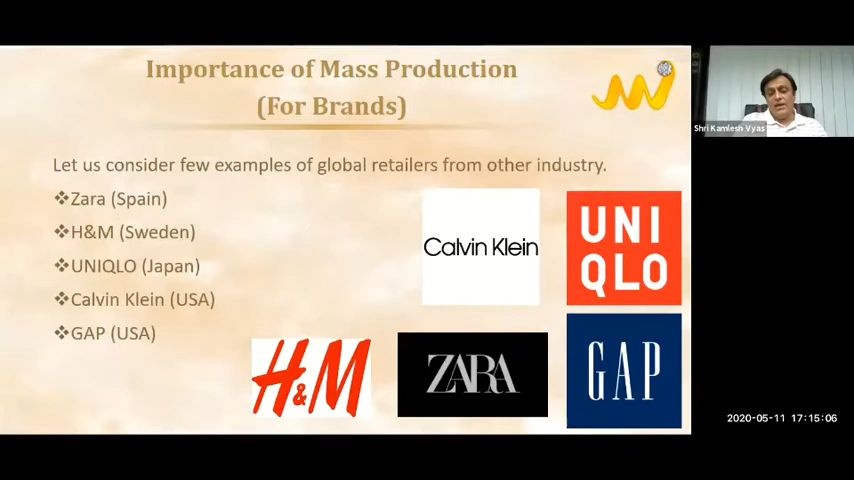 Importance of Mass Production
(For Brands)
Let us consider few examples of global retailers from other industry.
❖Zara (Spain)
❖H&M (Sweden)
❖UNIQLO (Japan)
❖Calvin Klein (USA)
❖GAP (USA)
Calvin Klein
UNI
QLO
H&M
ZARA
GAP
Shri Kamlesh Vyas
2020-05-11 17:15:06